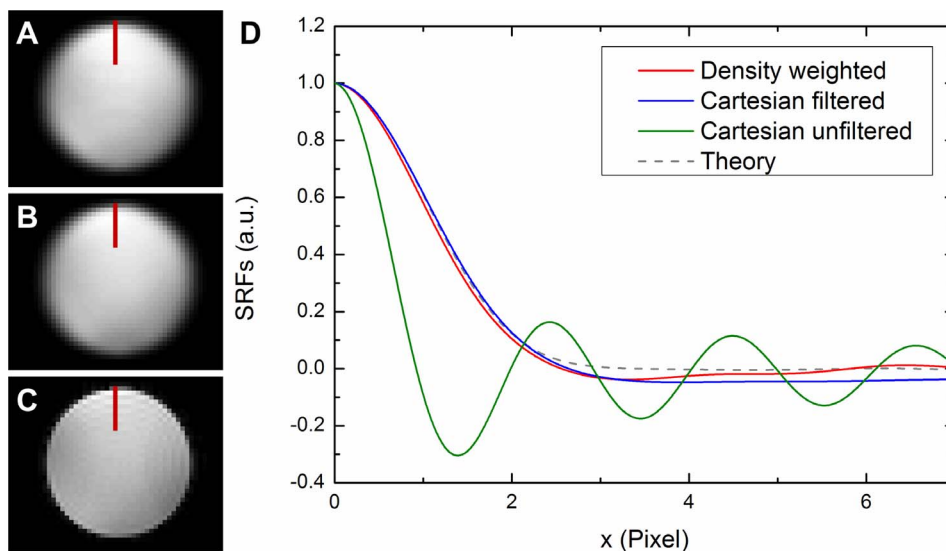 A
B
C
D
SRFs (a.u.)
1.2
1.0
0.8
0.6
0.4
0.2
0.0
-0.2
-0.4
Density weighted
Cartesian filtered
Cartesian unfiltered
Theory
0 2 4 6
x (Pixel)